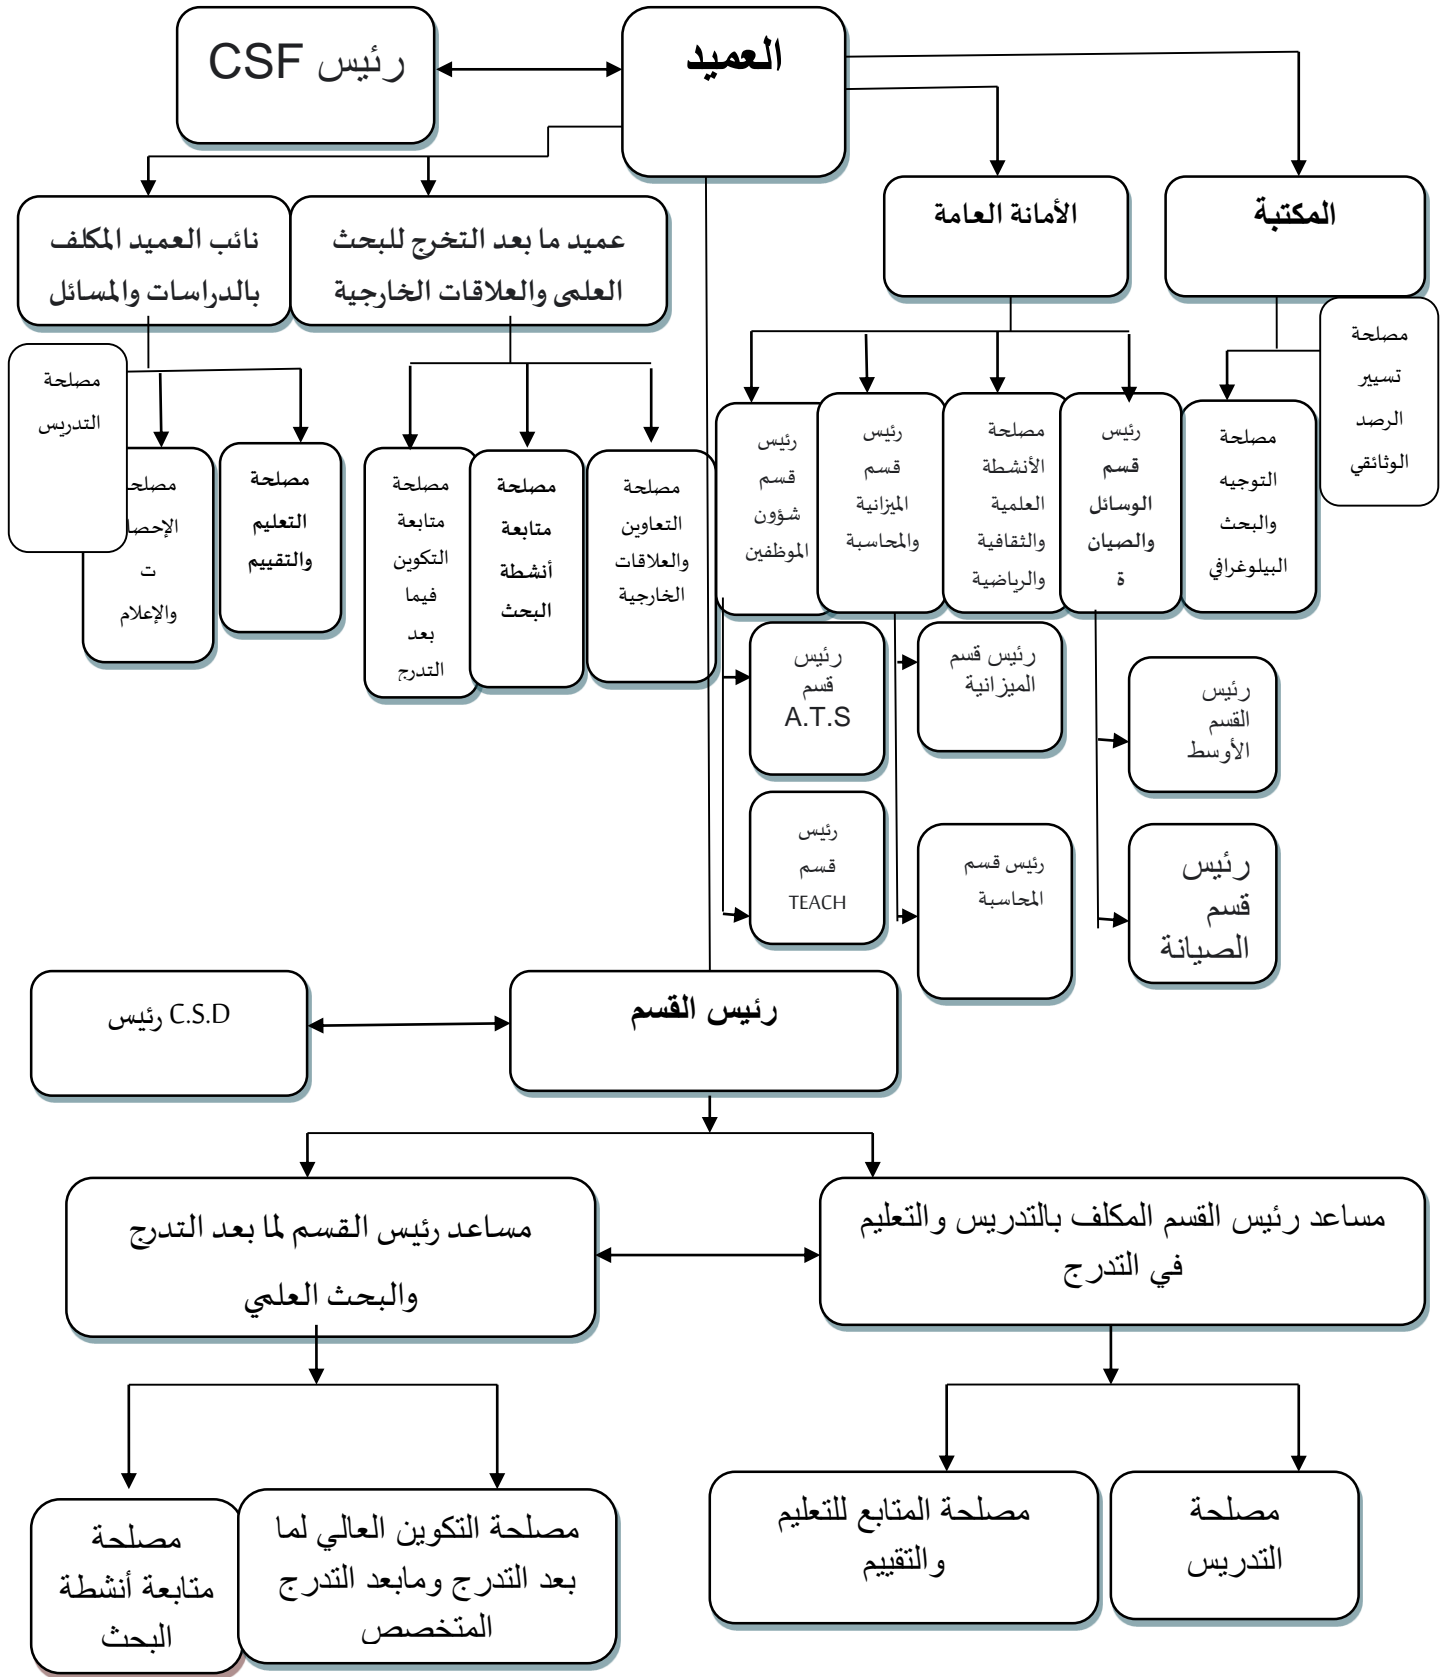 العميد
رئيس CSF
المكتبة
الأمانة العامة
عميد ما بعد التخرج للبحث
العلمي والعلاقات الخارجية
نائب العميد المكلف
بالدراسات والمسائل
مصلحة
تسيير
الرصد
الوثائقي
مصلحة
التوجيه
والبحث
البيلوغرافي
رئيس
قسم
الوسائل
والصيان
ة
مصلحة
الأنشطة
العلمية
والثقافية
والرياضية
رئيس
قسم
الميزانية
والمحاسبة
رئيس
قسم
شؤون
الموظفين
مصلحة
التعاوين
والعلاقات
الخارجية
مصلحة
متابعة
أنشطة
البحث
مصلحة
متابعة
التكوين
فيما
بعد
التدرج
مصلحة
التعليم
والتقييم
مصلح
الإحصا
ت
والإعلام
مصلحة
التدريس
رئيس
القسم
الأوسط
رئيس
قسم
الصيانة
رئيس قسم
الميزانية
رئيس قسم
المحاسبة
رئيس
قسم
A.T.S
رئيس
قسم
TEACH
رئيس القسم
C.S.D رئيس
مساعد رئيس القسم المكلف بالتدريس والتعليم
في التدرج
مساعد رئيس القسم لما بعد التدرج
والبحث العلمي
مصلحة
التدريس
مصلحة المتابع للتعليم
والتقييم
مصلحة التكوين العالي لما
بعد التدرج ومابعد التدرج
المتخصص
مصلحة
متابعة أنشطة
البحث